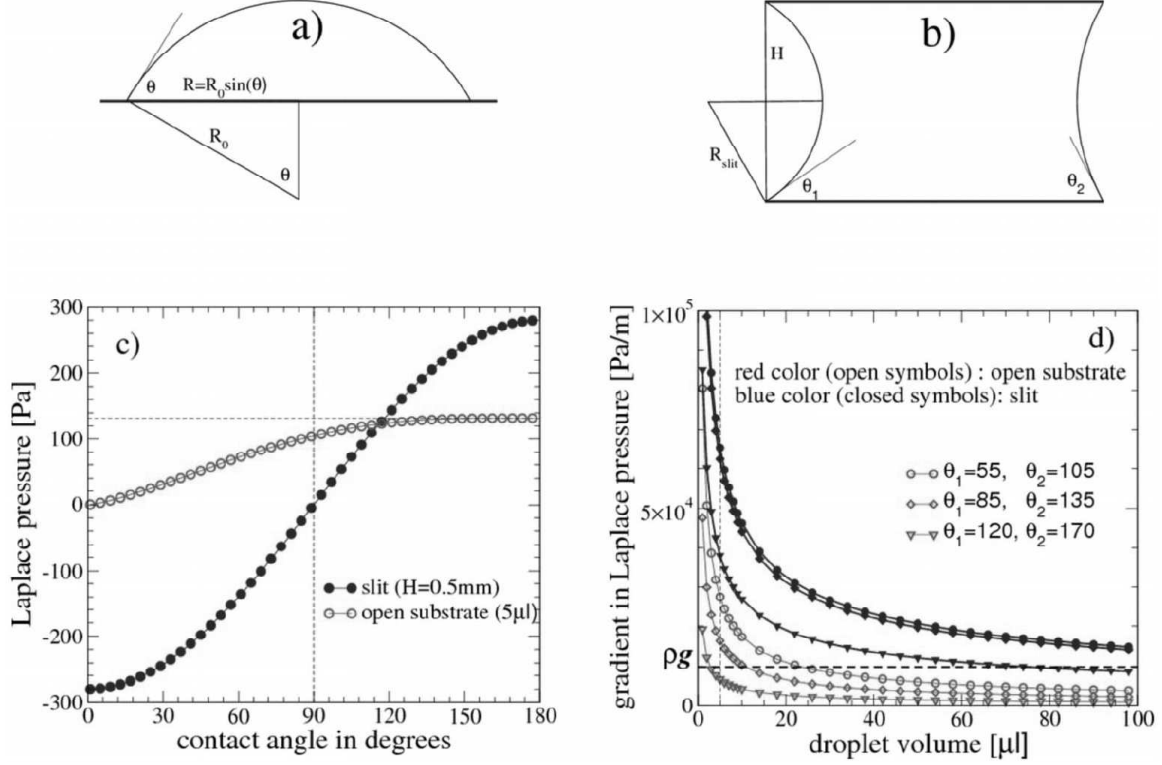 a)
θ
R=R₀sin(θ)
R₀
θ
b)
H
R_slit
θ₁
θ₂
c)
300
200
100
0
-100
-200
-300
Laplace pressure [Pa]
slit (H=0.5mm)
open substrate (5µl)
0 30 60 90 120 150 180
contact angle in degrees
d)
1×10⁵
5×10⁴
ρg
0
gradient in Laplace pressure [Pa/m]
red color (open symbols) : open substrate
blue color (closed symbols): slit
θ₁=55, θ₂=105
θ₁=85, θ₂=135
θ₁=120, θ₂=170
0 20 40 60 80 100
droplet volume [µl]